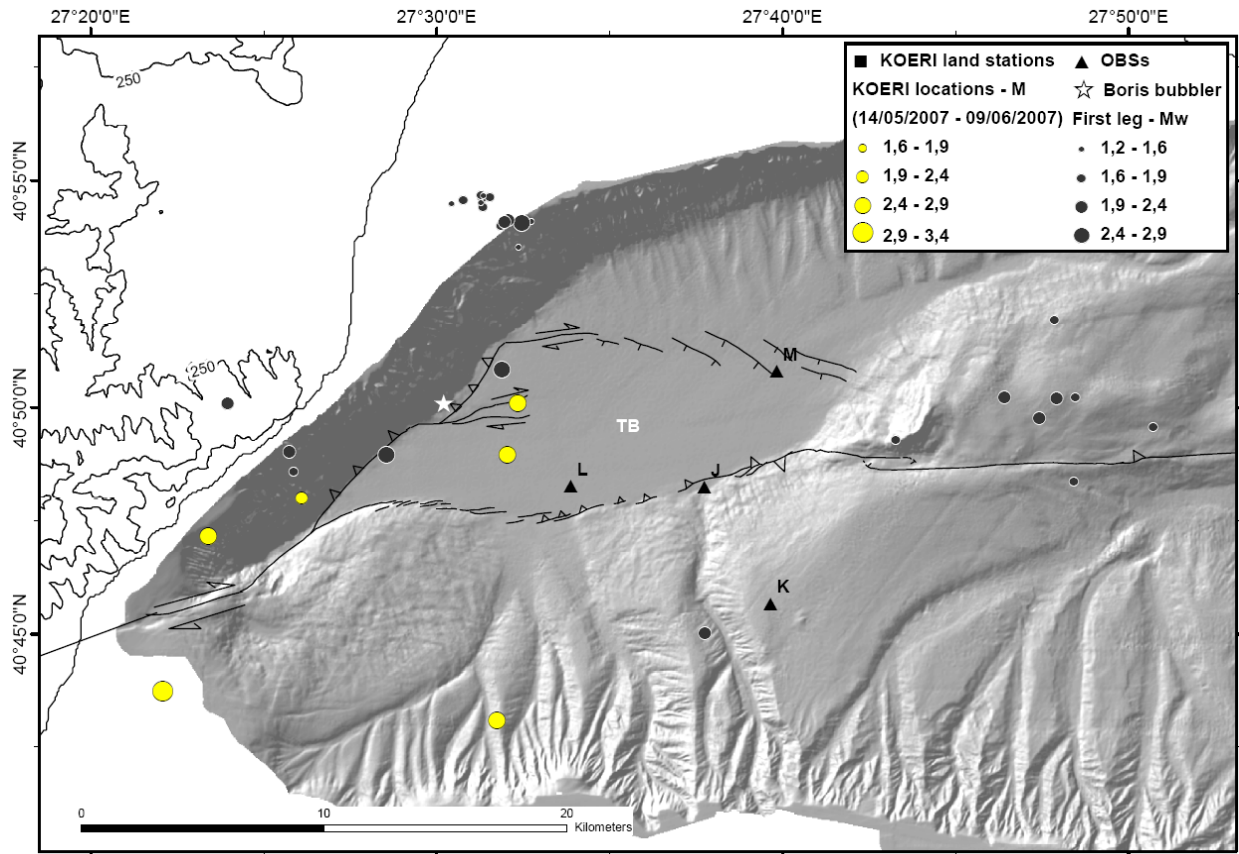 27°20'0"E 27°30'0"E 27°40'0"E 27°50'0"E
KOERI land stations
OBSs
KOERI locations - M
Boris bubbler
(14/05/2007 - 09/06/2007)
First leg - Mw
1,6 - 1,9
1,2 - 1,6
1,9 - 2,4
1,6 - 1,9
2,4 - 2,9
1,9 - 2,4
2,9 - 3,4
2,4 - 2,9
250
40°55'0"N
250
M
40°50'0"N
TB
L
J
K
40°45'0"N
0 10 20
Kilometers